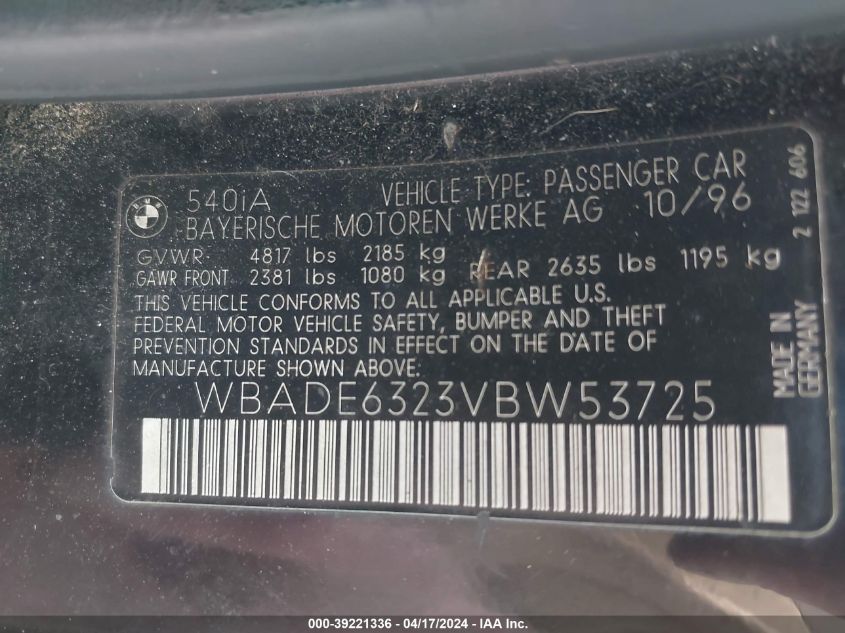 BMW
540iA VEHICLE TYPE: PASSENGER CAR
BAYERISCHE MOTOREN WERKE AG 10/96
GVWR 4817 lbs 2185 kg
GAWR FRONT 2381 lbs 1080 kg REAR 2635 lbs 1195 kg
THIS VEHICLE CONFORMS TO ALL APPLICABLE U.S.
FEDERAL MOTOR VEHICLE SAFETY, BUMPER AND THEFT
PREVENTION STANDARDS IN EFFECT ON THE DATE OF
MANUFACTURE SHOWN ABOVE:
WBADE6323VBW53725
2 122 606
MADE IN
GERMANY
000-39221336 - 04/17/2024 - IAA Inc.